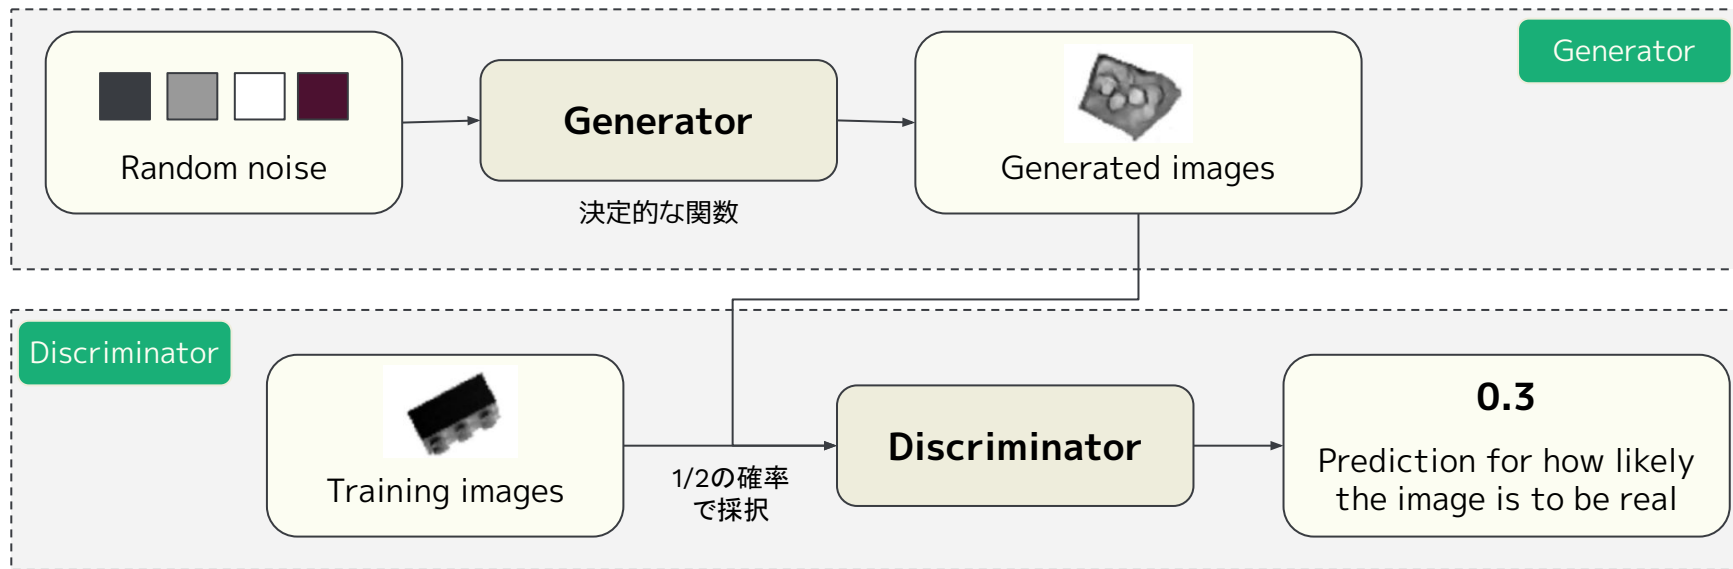 Generator
Random noise
Generator
決定的な関数
Generated images
Discriminator
Training images
1/2の確率
で採択
Discriminator
0.3
Prediction for how likely
the image is to be real